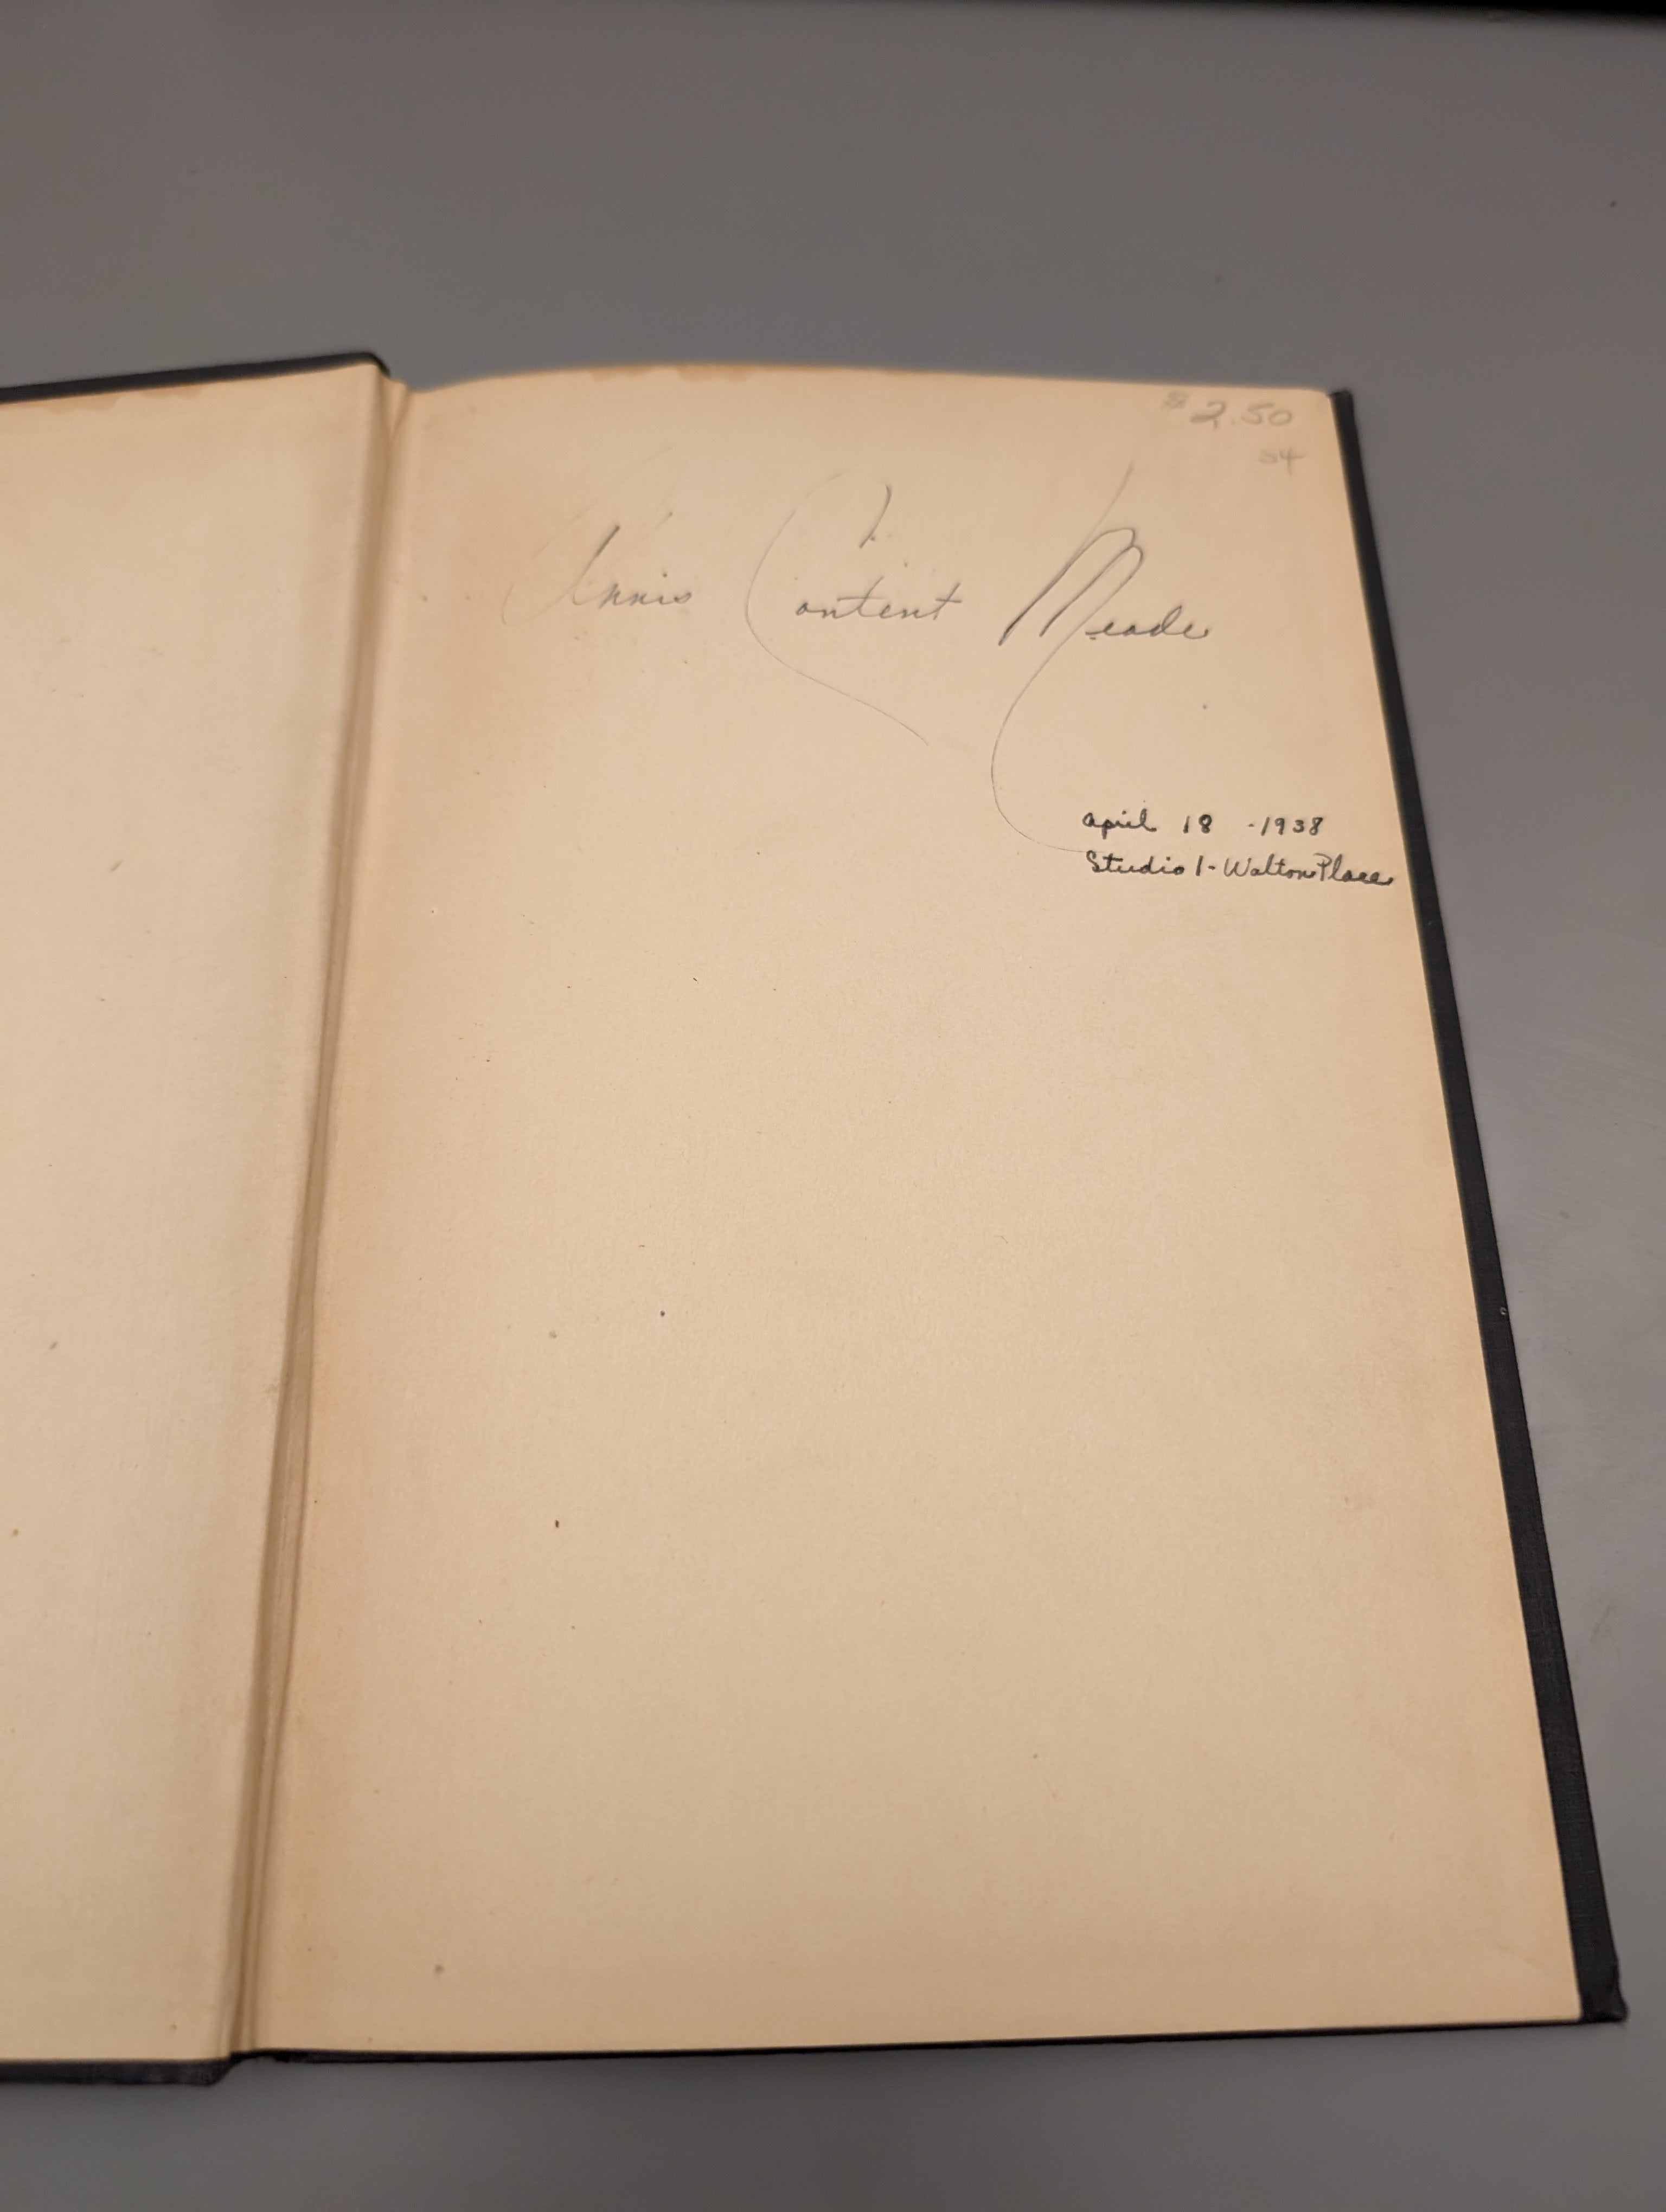 $2.50
54
Annis Content Meade
April 18 - 1938
Studio 1 - Walton Place